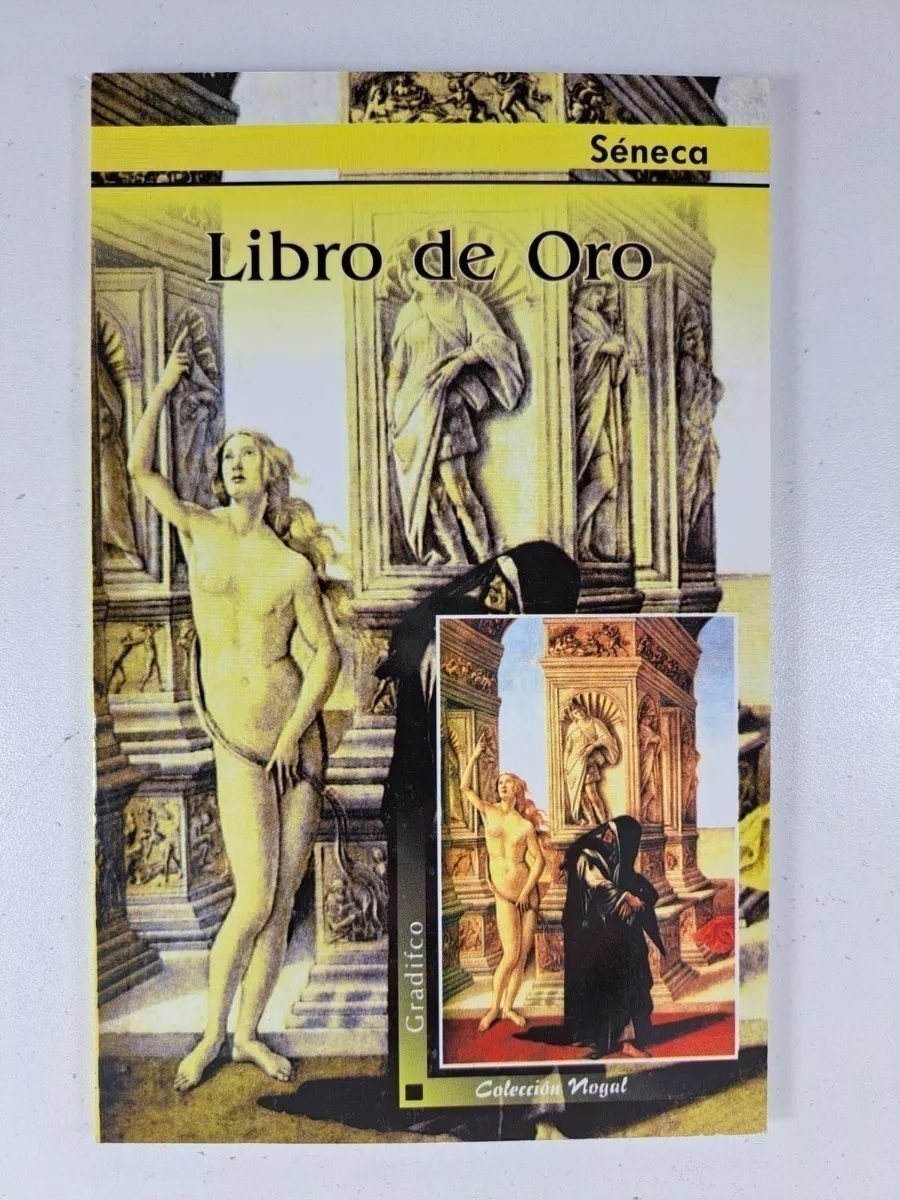 Séneca
Libro de Oro
Gradifco
Colección Nogal